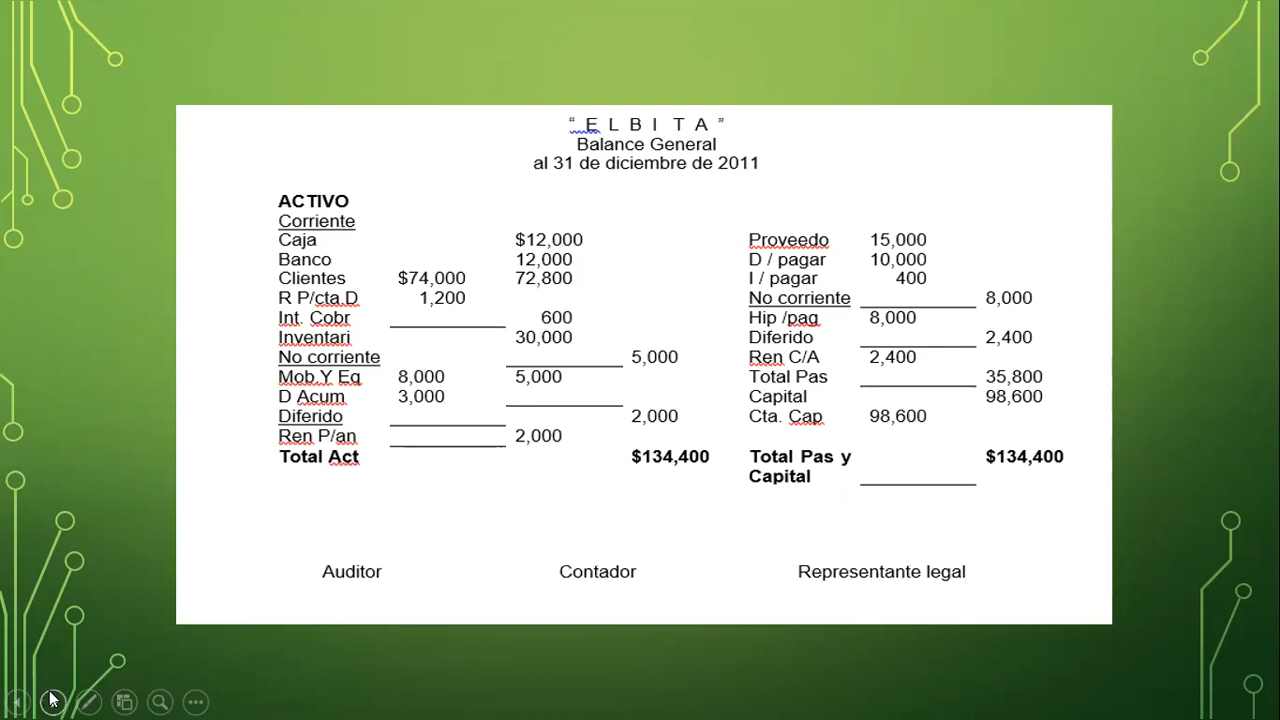 “ E L B I T A ”
Balance General
al 31 de diciembre de 2011
ACTIVO
Corriente
Caja $12,000 Proveedo 15,000
Banco 12,000 D / pagar 10,000
Clientes $74,000 72,800 I / pagar 400
R P/cta.D 1,200 No corriente 8,000
Int. Cobr 600 Hip /pag 8,000
Inventari 30,000 Diferido 2,400
No corriente 5,000 Ren C/A 2,400
Mob.Y Eq 8,000 5,000 Total Pas 35,800
D Acum 3,000 Capital 98,600
Diferido 2,000 Cta. Cap 98,600
Ren P/an 2,000
Total Act $134,400 Total Pas y $134,400
Capital
Auditor Contador Representante legal